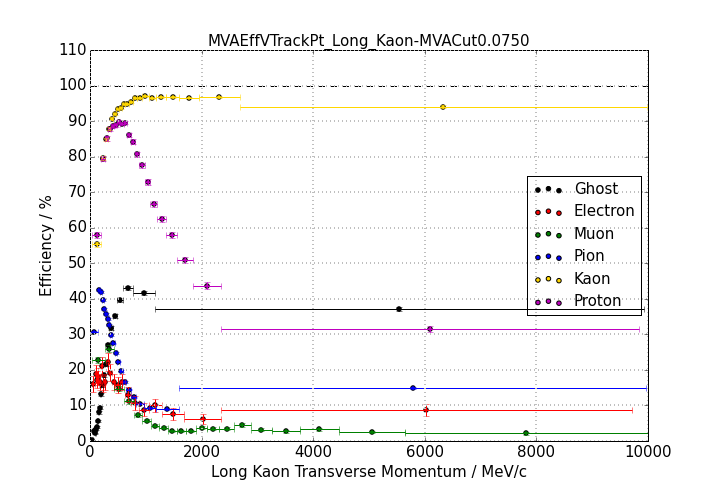 MVAEffVTrackPt_Long_Kaon-MVACut0.0750
110
100
90
80
70
60
50
40
30
20
10
0
Efficiency / %
Ghost
Electron
Muon
Pion
Kaon
Proton
0 2000 4000 6000 8000 10000
Long Kaon Transverse Momentum / MeV/c